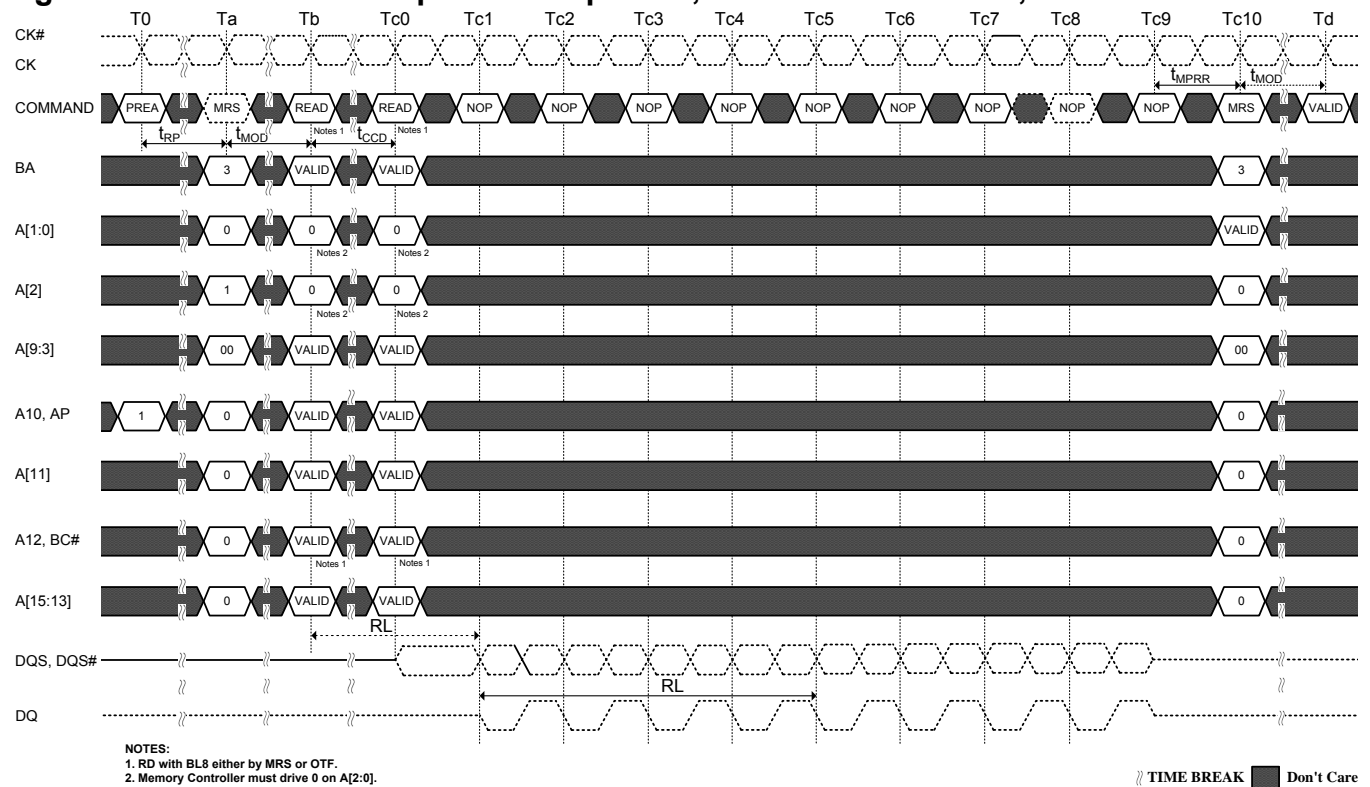 T0 Ta Tb Tc0 Tc1 Tc2 Tc3 Tc4 Tc5 Tc6 Tc7 Tc8 Tc9 Tc10 Td
CK#
CK
tMPRR tMOD
COMMAND PREA MRS READ READ NOP NOP NOP NOP NOP NOP NOP NOP NOP MRS VALID
Notes 1 Notes 1
tRP tMOD tCCD
BA 3 VALID VALID 3
A[1:0] 0 0 0 VALID
Notes 2 Notes 2
A[2] 1 0 0 0
Notes 2 Notes 2
A[9:3] 00 VALID VALID 00
A10, AP 1 0 VALID VALID 0
A[11] 0 VALID VALID 0
A12, BC# 0 VALID VALID 0
Notes 1 Notes 1
A[15:13] 0 VALID VALID 0
RL
DQS, DQS#
RL
DQ
NOTES:
1. RD with BL8 either by MRS or OTF.
2. Memory Controller must drive 0 on A[2:0].
TIME BREAK Don't Care